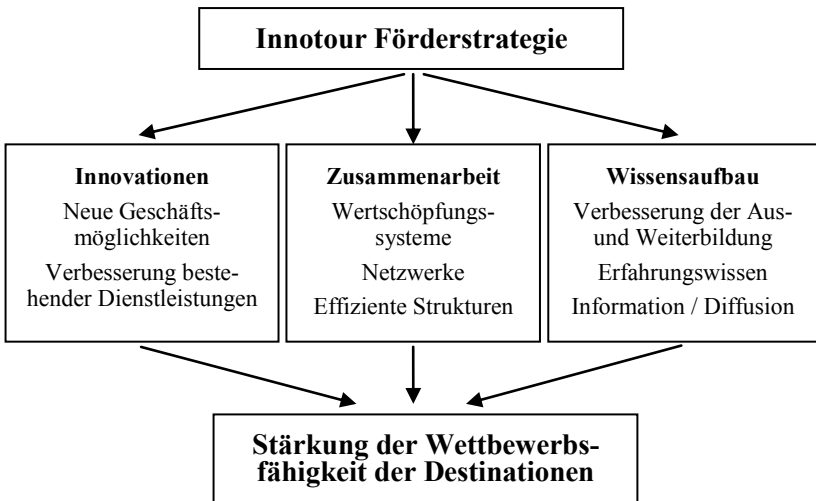 Innotour Förderstrategie
Innovationen
Neue Geschäfts-
möglichkeiten
Verbesserung beste-
hender Dienstleistungen
Zusammenarbeit
Wertschöpfungs-
systeme
Netzwerke
Effiziente Strukturen
Wissensaufbau
Verbesserung der Aus-
und Weiterbildung
Erfahrungswissen
Information / Diffusion
Stärkung der Wettbewerbs-
fähigkeit der Destinationen